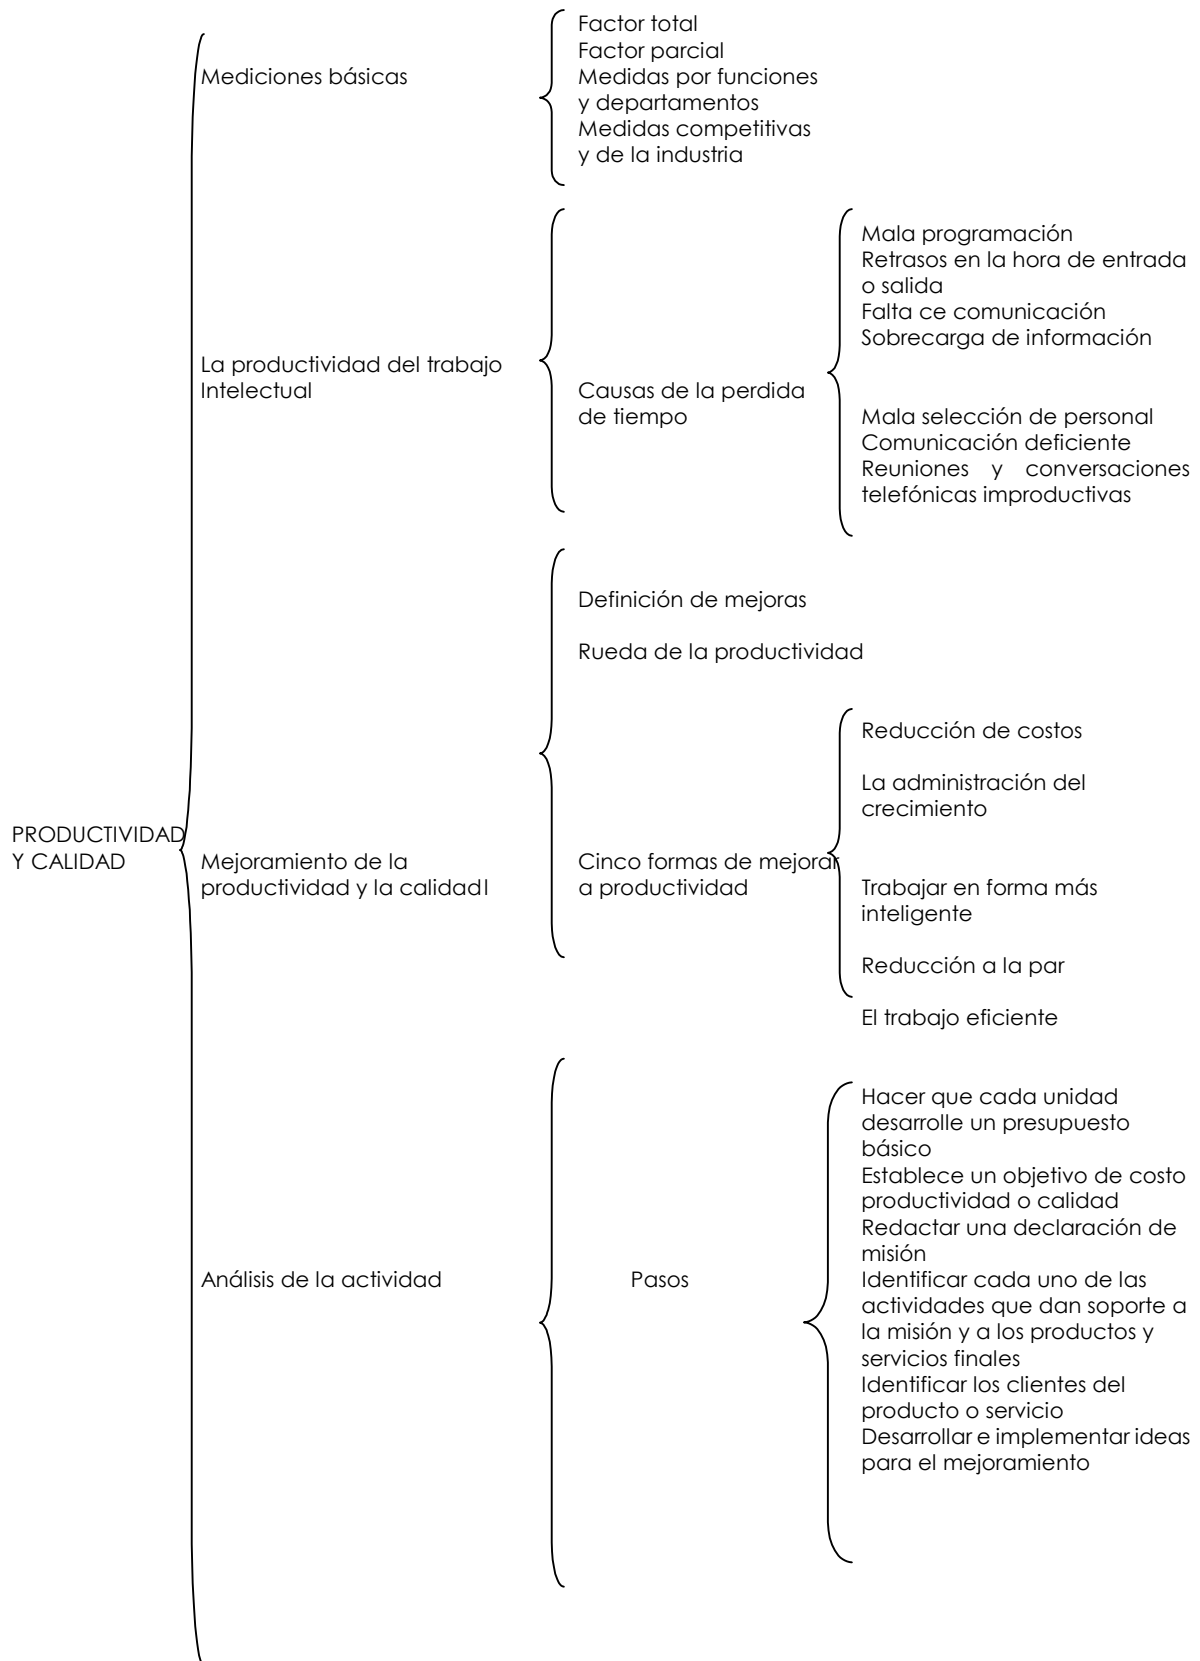 Factor total
Factor parcial
Mediciones básicas
Medidas por funciones
y departamentos
Medidas competitivas
y de la industria
Mala programación
Retrasos en la hora de entrada
o salida
Falta ce comunicación
Sobrecarga de información
La productividad del trabajo
Intelectual
Causas de la perdida
de tiempo
Mala selección de personal
Comunicación deficiente
Reuniones y conversaciones
telefónicas improductivas
Definición de mejoras
Rueda de la productividad
Reducción de costos
La administración del
crecimiento
PRODUCTIVIDAD
Y CALIDAD
Mejoramiento de la
productividad y la calidadl
Cinco formas de mejorar
a productividad
Trabajar en forma más
inteligente
Reducción a la par
El trabajo eficiente
Hacer que cada unidad
desarrolle un presupuesto
básico
Establece un objetivo de costo
productividad o calidad
Redactar una declaración de
misión
Análisis de la actividad
Pasos
Identificar cada uno de las
actividades que dan soporte a
la misión y a los productos y
servicios finales
Identificar los clientes del
producto o servicio
Desarrollar e implementar ideas
para el mejoramiento